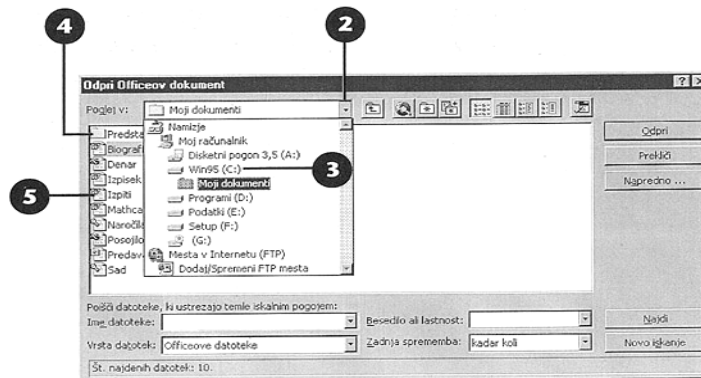 4
2
Odpri Officeov dokument
Poglej v:
Moji dokumenti
Namizje
Moj računalnik
Disketni pogon 3,5 (A:)
Win95 (C:)
3
Moji dokumenti
Programi (D:)
Podatki (E:)
Setup (F:)
(G:)
Mesta v Internetu (FTP)
Dodaj/Spremeni FTP mesta
Predsta
Biografi
Denar
Izpisek
5
Izpiti
Mathca
Naročila
Posojilo
Predav
Sad
Odpri
Prekliči
Napredno ...
Poišči datoteke, ki ustrezajo temle iskalnim pogojem:
Ime datoteke:
Besedilo ali lastnost:
Najdi
Vrsta datotek: Officeove datoteke
Zadnja sprememba: kadar koli
Novo iskanje
Št. najdenih datotek: 10.